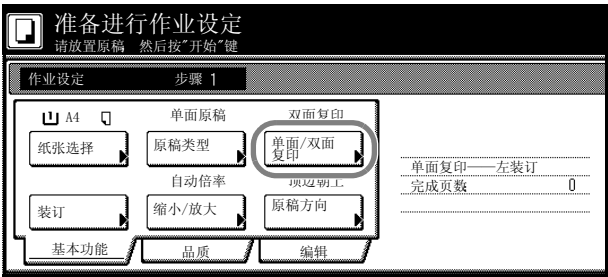 准备进行作业设定
请放置原稿 然后按"开始"键
作业设定 步骤 1
A4 单面原稿 双面复印
纸张选择 原稿类型 单面/双面
复印
自动倍率 顶边朝上
装订 缩小/放大 原稿方向
单面复印——左装订
完成页数 0
基本功能 品质 编辑